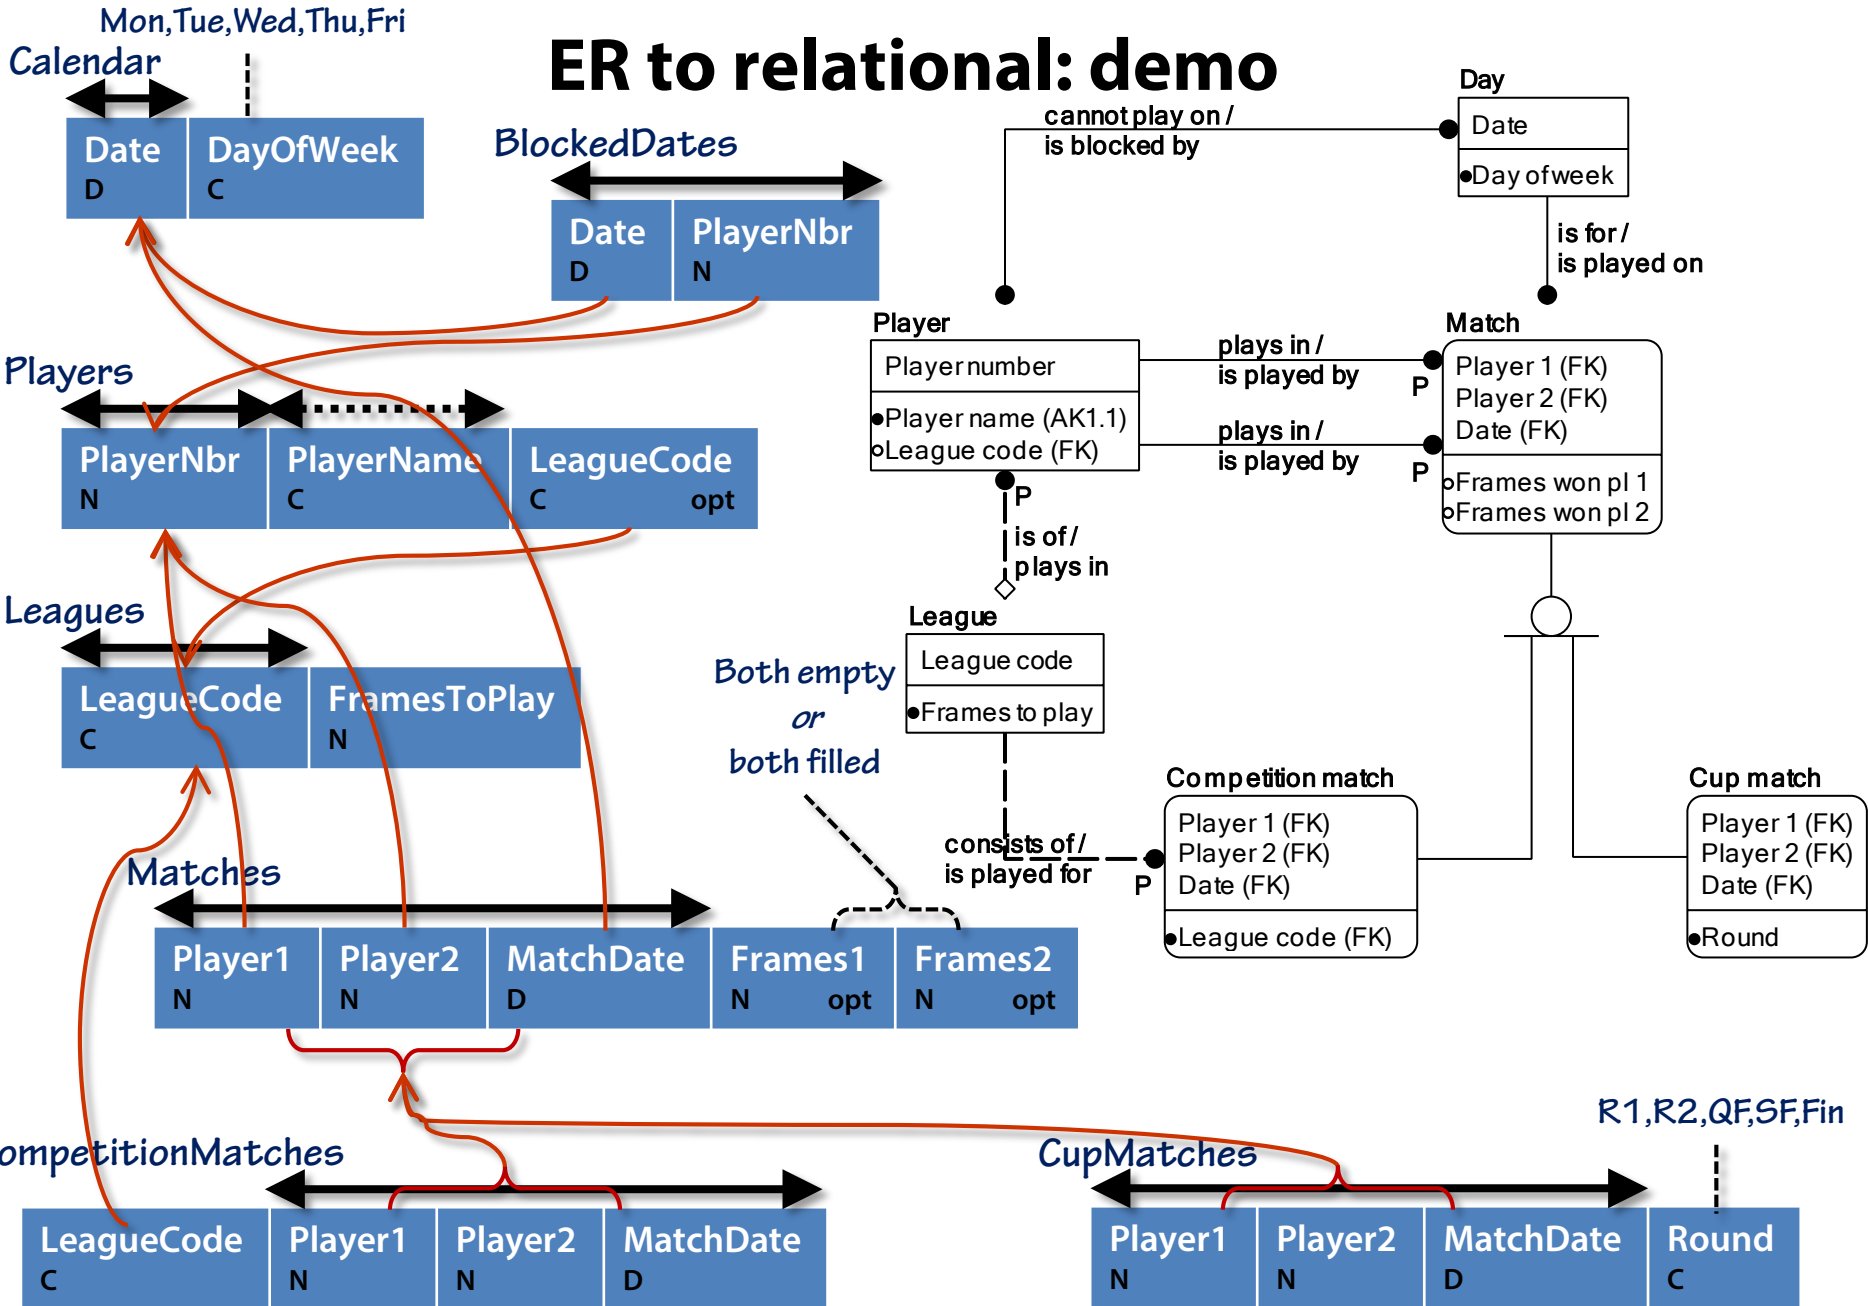 Mon,Tue,Wed,Thu,Fri
ER to relational: demo
Calendar
Date
D
DayOfWeek
C
BlockedDates
Date
D
PlayerNbr
N
Players
PlayerNbr
N
PlayerName
C
LeagueCode
C opt
Leagues
LeagueCode
C
FramesToPlay
N
Both empty
or
both filled
Matches
Player1
N
Player2
N
MatchDate
D
Frames1
N opt
Frames2
N opt
ompetitionMatches
LeagueCode
C
Player1
N
Player2
N
MatchDate
D
CupMatches
R1,R2,QF,SF,Fin
Player1
N
Player2
N
MatchDate
D
Round
C
Day
Date
Day of week
cannot play on /
is blocked by
is for /
is played on
Player
Player number
Player name (AK1.1)
League code (FK)
plays in /
is played by
P
plays in /
is played by
P
Match
Player 1 (FK)
Player 2 (FK)
Date (FK)
Frames won pl 1
Frames won pl 2
P
is of /
plays in
League
League code
Frames to play
consists of /
is played for
P
Competition match
Player 1 (FK)
Player 2 (FK)
Date (FK)
League code (FK)
Cup match
Player 1 (FK)
Player 2 (FK)
Date (FK)
Round